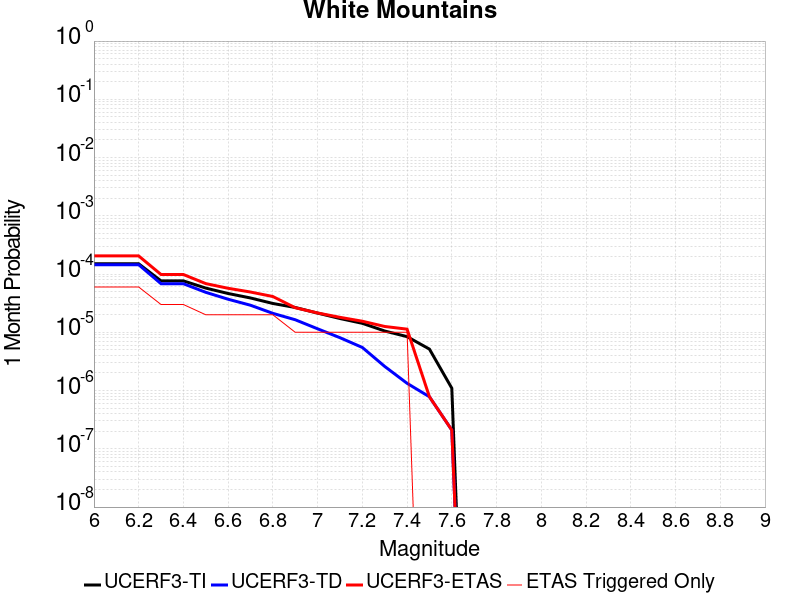 White Mountains
10^0
10^-1
10^-2
10^-3
10^-4
10^-5
10^-6
10^-7
10^-8
1 Month Probability
6 6.2 6.4 6.6 6.8 7 7.2 7.4 7.6 7.8 8 8.2 8.4 8.6 8.8 9
Magnitude
UCERF3-TI UCERF3-TD UCERF3-ETAS ETAS Triggered Only